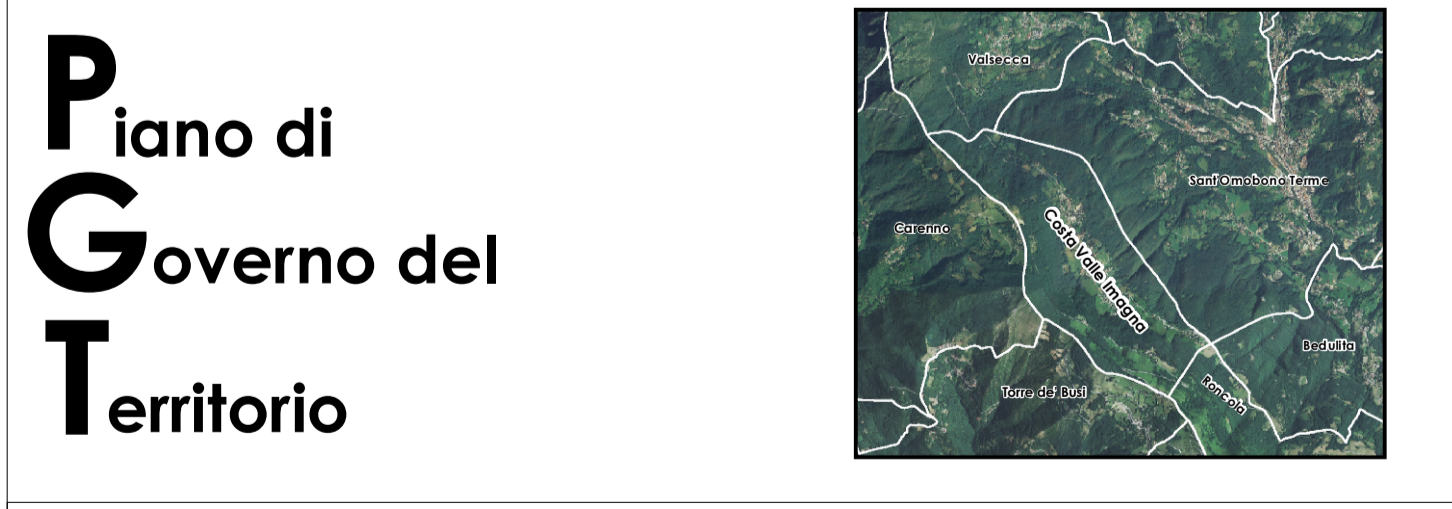 Piano di
Governo del
Territorio
Valsecca
Sant'Omobono Terme
Carenno
Costa Valle Imagna
Bedulita
Torre de' Busi
Roncola